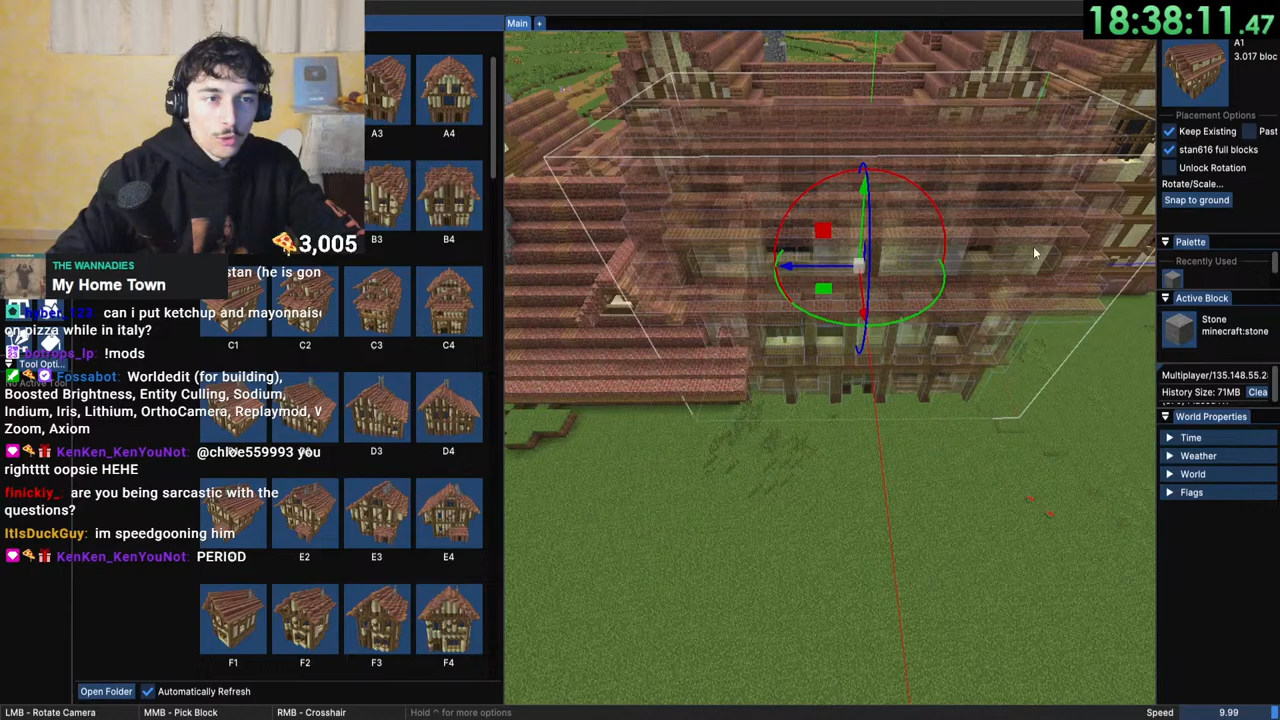 18:38:11.47
Main +
A1
3.017 bloc
A3
A4
Placement Options
Keep Existing
Past
stan616 full blocks
Unlock Rotation
Rotate/Scale...
Snap to ground
B3
B4
3,005
Palette
Recently Used
THE WANNADIES
My Home Town
Active Block
Stone
minecraft:stone
stan (he is gon
can i put ketchup and mayonnaise
on pizza while in italy?
!mods
C1
C2
C3
C4
Tool Opti...
Fossabot: Worldedit (for building),
Boosted Brightness, Entity Culling, Sodium,
Indium, Iris, Lithium, OrthoCamera, Replaymod, W
Zoom, Axiom
Multiplayer/135.148.55.2
History Size: 71MB
Clea
World Properties
Time
Weather
World
Flags
D3
D4
KenKen_KenYouNot: @chloe559993 you
rightttt oopsie HEHE
finickiy_ are you being sarcastic with the
questions?
ItIsDuckGuy: im speedgooning him
KenKen_KenYouNot: PERIOD
E2
E3
E4
F1
F2
F3
F4
Open Folder
Automatically Refresh
LMB - Rotate Camera
MMB - Pick Block
RMB - Crosshair
Hold ^ for more options
Speed
9.99